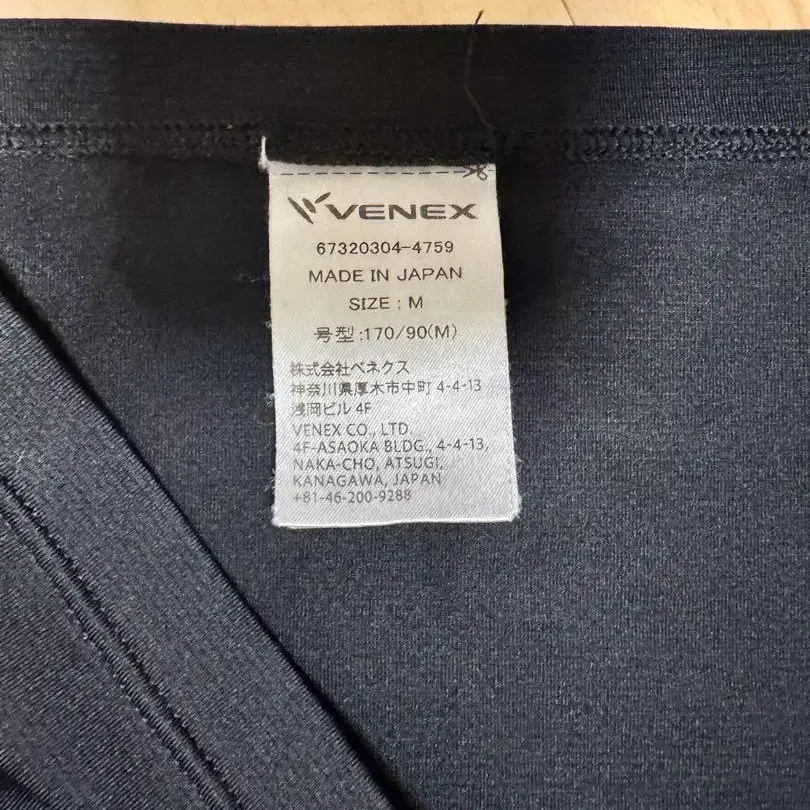 VENEX
67320304-4759
MADE IN JAPAN
SIZE : M
号型:170/90(M)
株式会社ベネクス
神奈川県厚木市中町 4-4-13
浅岡ビル 4F
VENEX CO., LTD.
4F-ASAOKA BLDG., 4-4-13,
NAKA-CHO, ATSUGI,
KANAGAWA, JAPAN
+81-46-200-9288